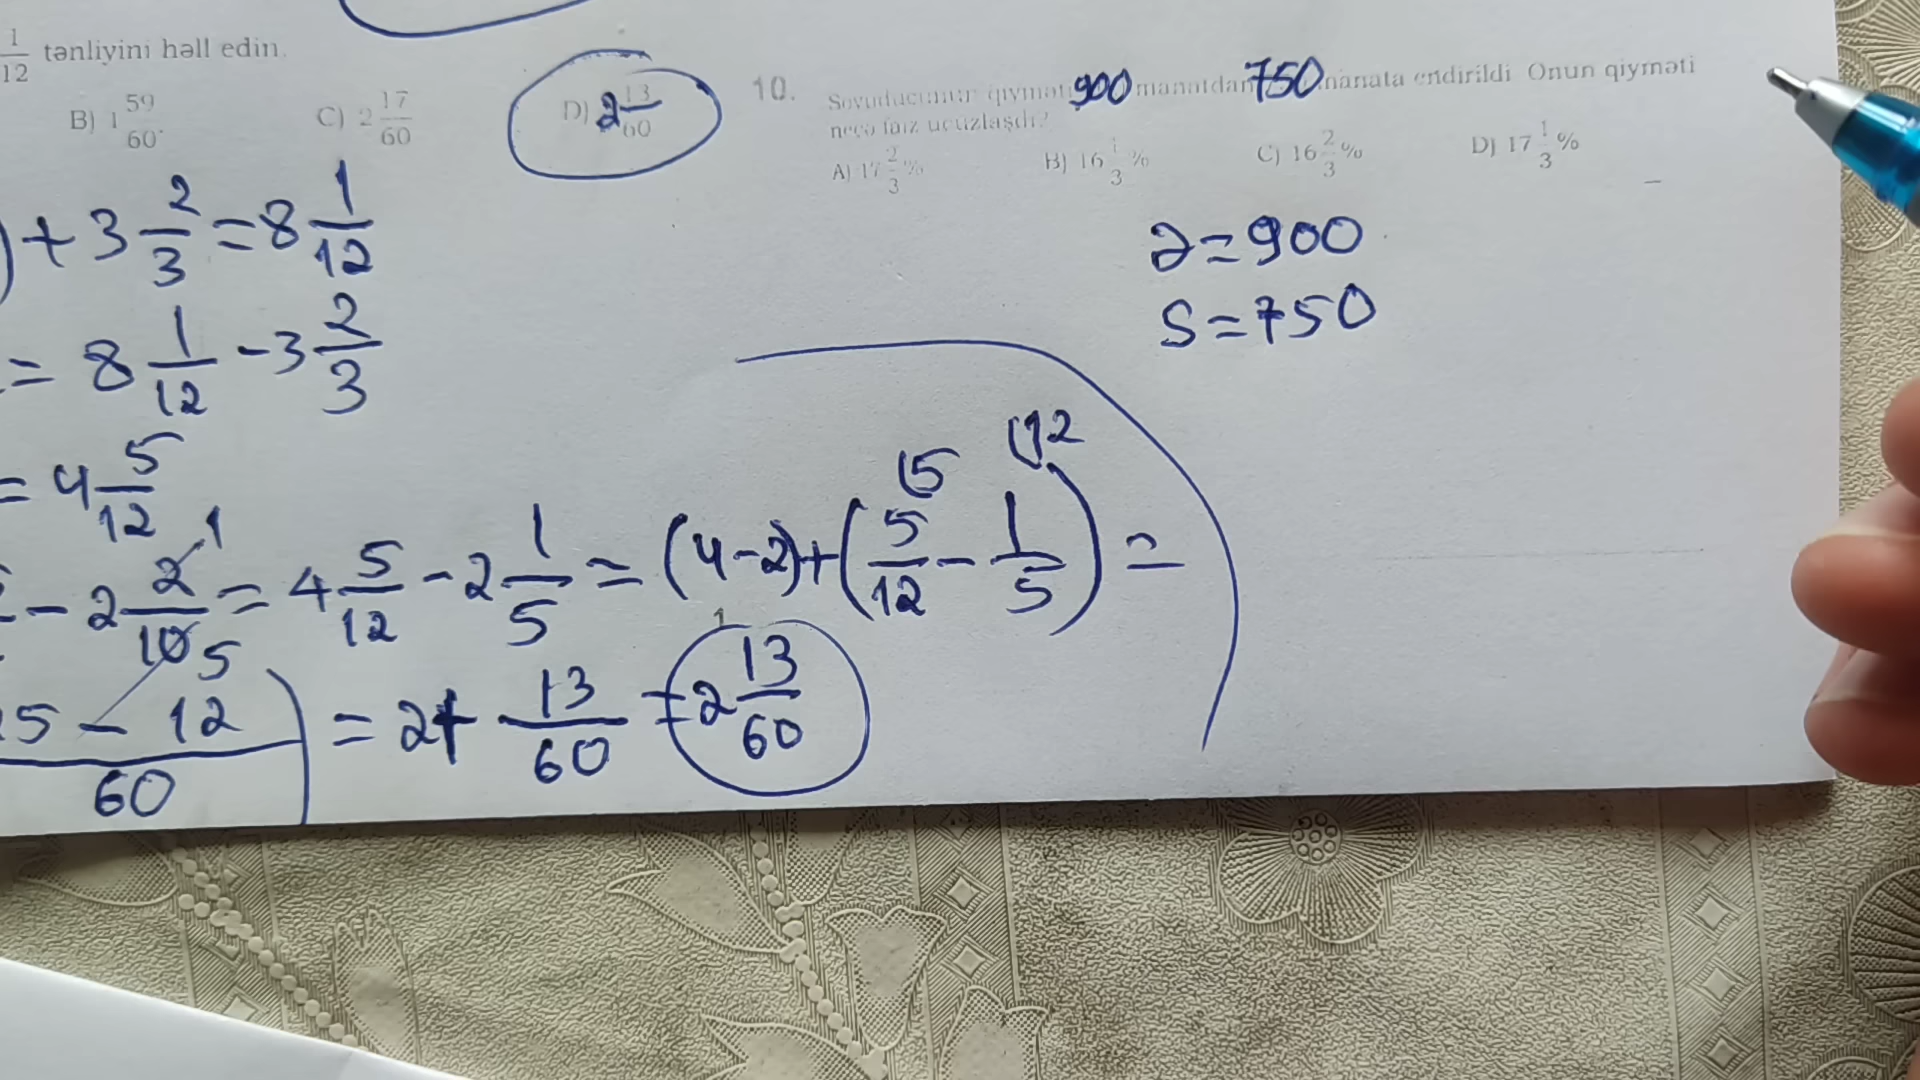 1/12 tənliyini həll edin.
B) 1 59/60.
C) 2 17/60
D) 2 13/60
) + 3 2/3 = 8 1/12
= 8 1/12 - 3 2/3
= 4 5/12
- 2 2/10 1 5 = 4 5/12 - 2 1/5 = (4-2) + (5/12 - 1/5) =
(5 (12
5 - 12 / 60 ) = 2 + 13/60 = 2 13/60
10. Soyuducunun qiyməti 900 manatdan 750 manata endirildi Onun qiyməti
neçə faiz ucuzlaşdı?
A) 17 2/3 %
B) 16 1/3 %
C) 16 2/3 %
D) 17 1/3 %
Ə=900
S=750